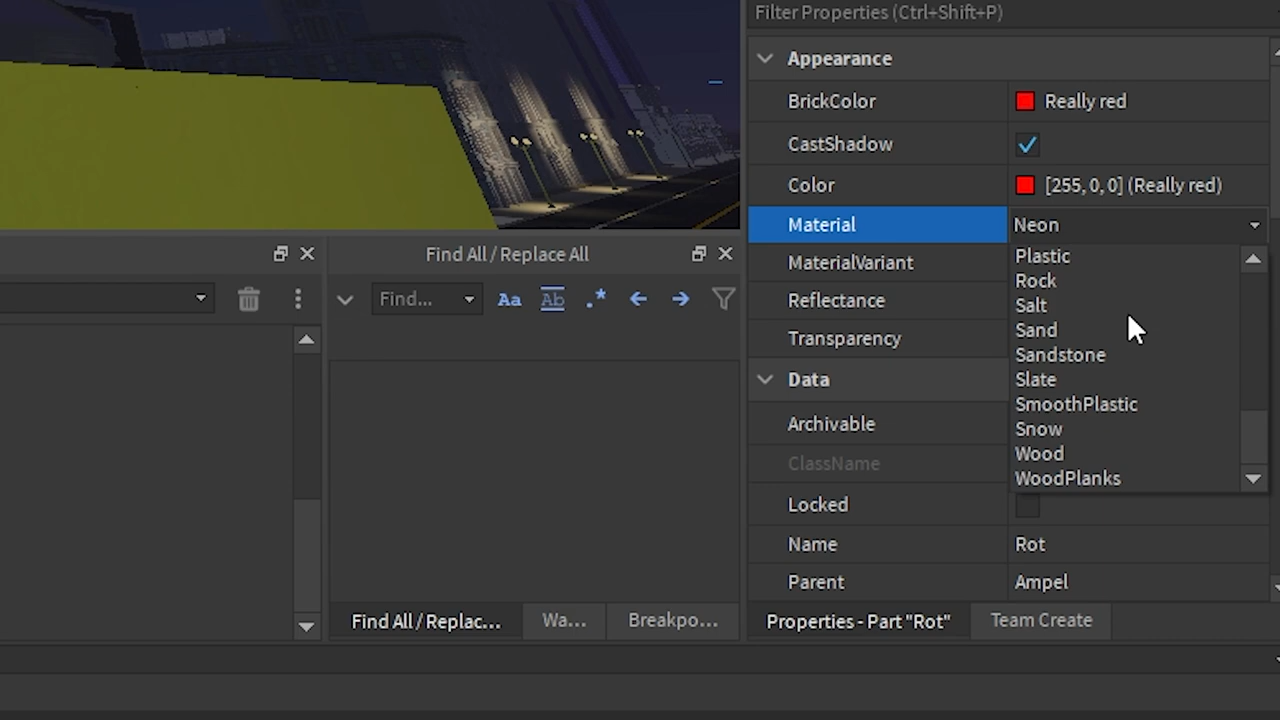 Filter Properties (Ctrl+Shift+P)
Appearance
BrickColor Really red
CastShadow
Color [255, 0, 0] (Really red)
Material Neon
MaterialVariant
Reflectance
Transparency
Plastic
Rock
Salt
Sand
Sandstone
Slate
SmoothPlastic
Snow
Wood
WoodPlanks
Data
Archivable
ClassName
Locked
Name Rot
Parent Ampel
Properties - Part "Rot" Team Create
Find All / Replace All
Find... Aa Ab .*
Find All / Replac... Wa... Breakpo...